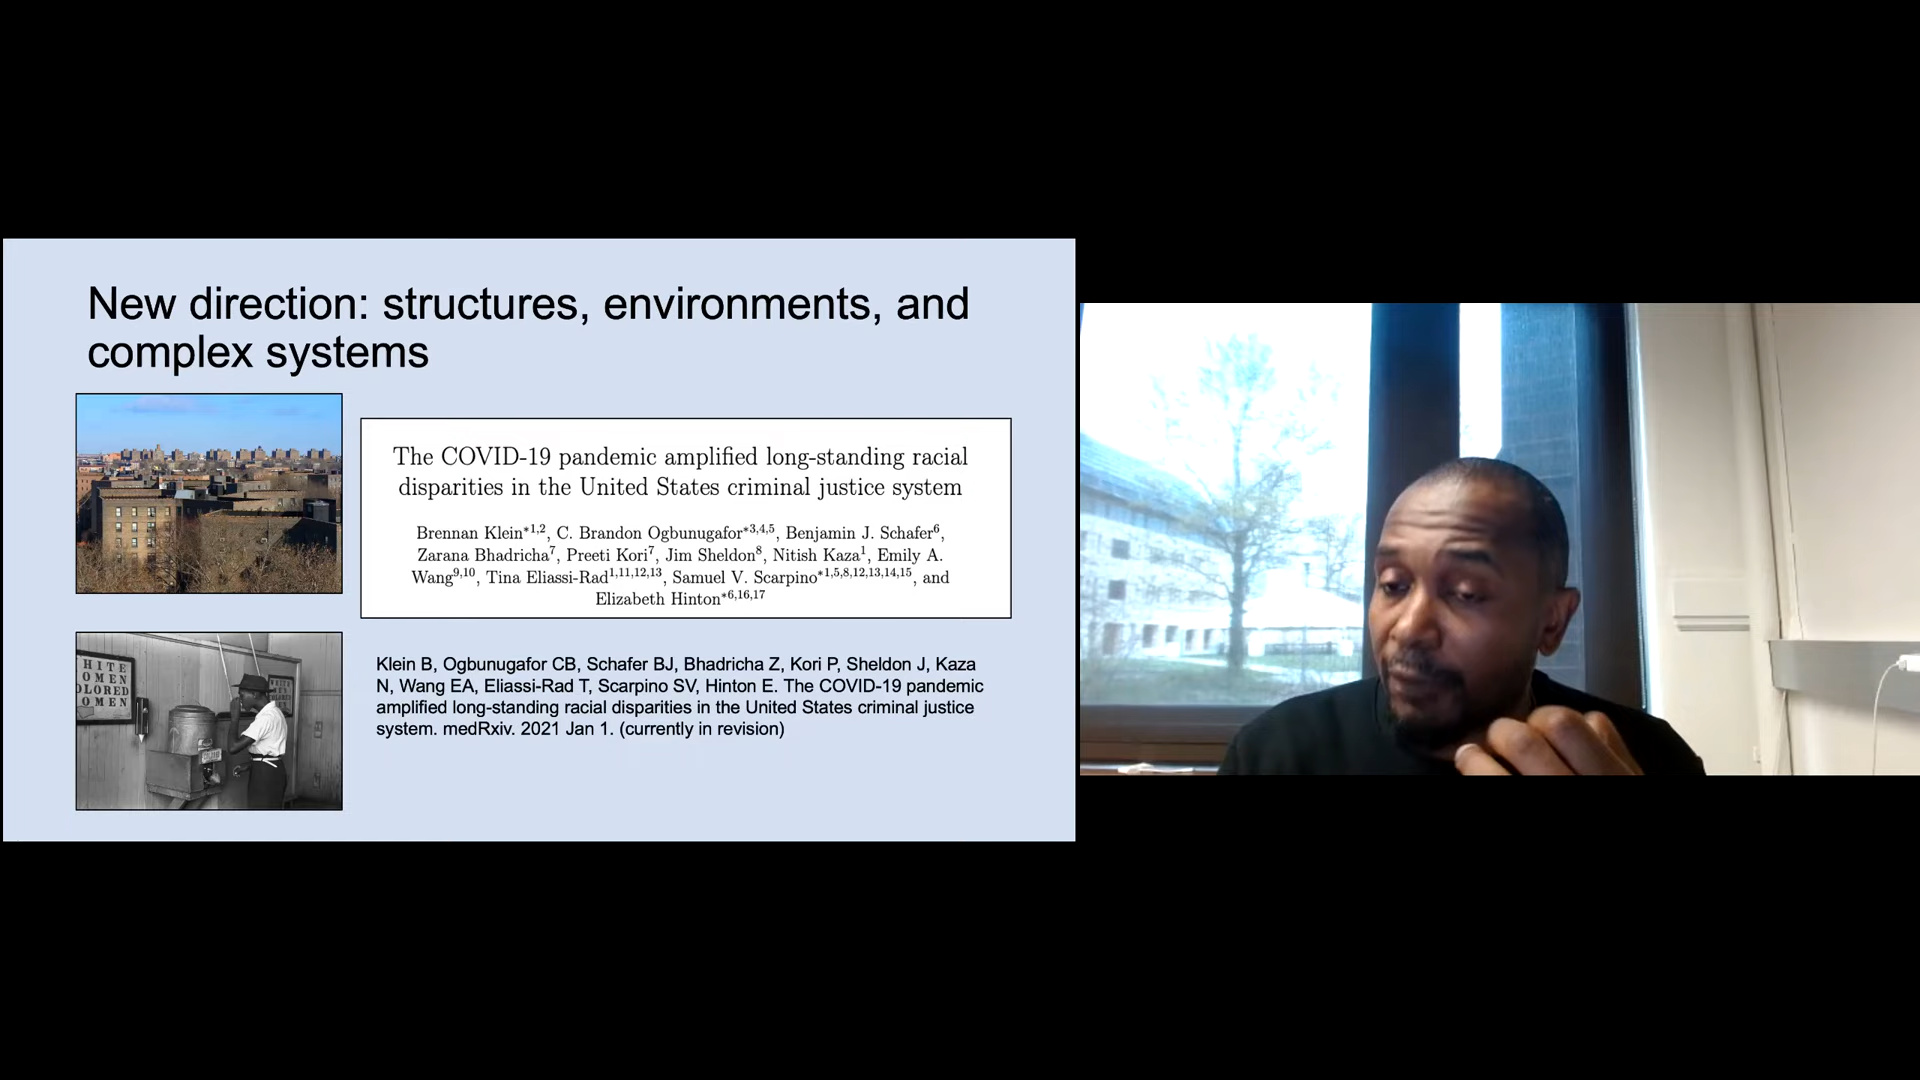 New direction: structures, environments, and
complex systems
The COVID-19 pandemic amplified long-standing racial
disparities in the United States criminal justice system
Brennan Klein*1,2, C. Brandon Ogbunugafor*3,4,5, Benjamin J. Schafer6,
Zarana Bhadricha7, Preeti Kori7, Jim Sheldon8, Nitish Kaza1, Emily A.
Wang9,10, Tina Eliassi-Rad1,11,12,13, Samuel V. Scarpino*1,5,8,12,13,14,15, and
Elizabeth Hinton*6,16,17
HITE
OMEN
OLORED
OMEN
Klein B, Ogbunugafor CB, Schafer BJ, Bhadricha Z, Kori P, Sheldon J, Kaza
N, Wang EA, Eliassi-Rad T, Scarpino SV, Hinton E. The COVID-19 pandemic
amplified long-standing racial disparities in the United States criminal justice
system. medRxiv. 2021 Jan 1. (currently in revision)